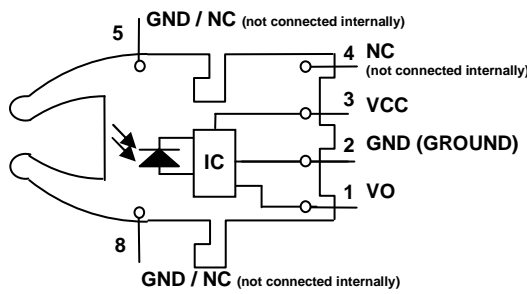 GND / NC (not connected internally)
5
4 NC
(not connected internally)
3 VCC
2 GND (GROUND)
IC
1 VO
8
GND / NC (not connected internally)